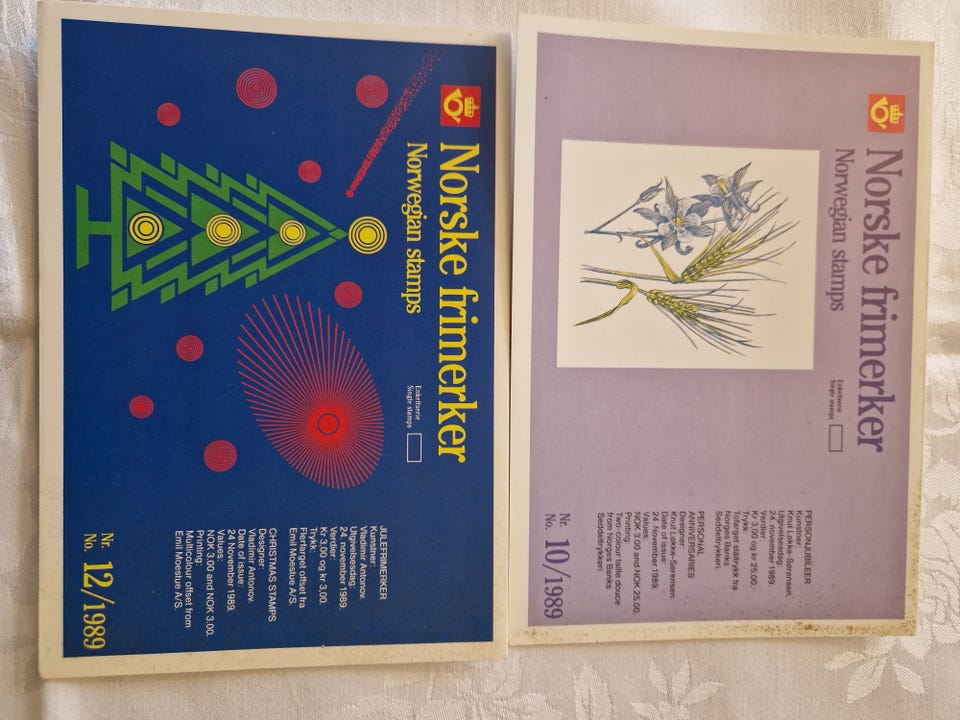 Norske frimerker
Norwegian stamps
Enkeltserie
Single stamps
JULEFRIMERKER
Kunstner:
Vladimir Antonov.
Utgivelsesdag:
24. november 1989.
Verdier:
Kr 3,00 og kr 3,00.
Trykk:
Flerfarget offset fra
Emil Moestue A/S.
CHRISTMAS STAMPS
Designer:
Vladimir Antonov.
Date of issue:
24 November 1989.
Values:
NOK 3.00 and NOK 3.00.
Printing:
Multicolour offset from
Emil Moestue A/S.
Nr.
No. 12/1989
Norske frimerker
Norwegian stamps
Enkeltserie
Single stamps
PERSONJUBILEER
Kunstner:
Knut Løkke-Sørensen.
Utgivelsesdag:
24. november 1989.
Verdier:
Kr 3,00 og kr 25,00.
Trykk:
Tofarget ståltrykk fra
Norges Banks
Seddeltrykkeri.
PERSONAL
ANNIVERSARIES
Designer:
Knut Løkke-Sørensen.
Date of issue:
24. November 1989.
Values:
NOK 3.00 and NOK 25.00.
Printing:
Two-colour taille douce
from Norges Banks
Seddeltrykkeri.
Nr.
No. 10/1989